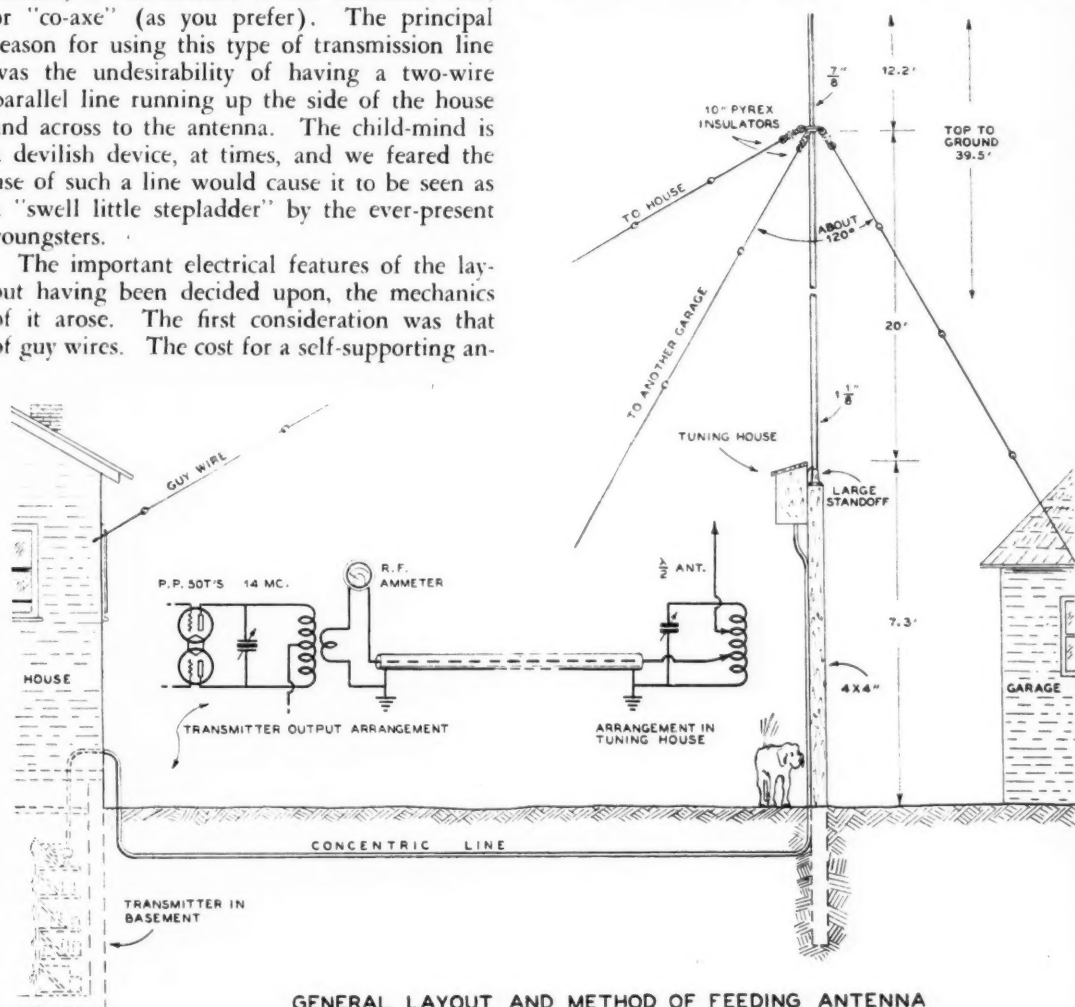 or "co-axe" (as you prefer). The principal
reason for using this type of transmission line
was the undesirability of having a two-wire
parallel line running up the side of the house
and across to the antenna. The child-mind is
a devilish device, at times, and we feared the
use of such a line would cause it to be seen as
a "swell little stepladder" by the ever-present
youngsters.
The important electrical features of the lay-
out having been decided upon, the mechanics
of it arose. The first consideration was that
of guy wires. The cost for a self-supporting an-
7/8"
12.2'
10" PYREX
INSULATORS
TOP TO
GROUND
39.5'
TO HOUSE
ABOUT
120°
TO ANOTHER GARAGE
20'
1 1/8"
TUNING HOUSE
LARGE
STANDOFF
GUY WIRE
P.P. 50T'S 14 MC.
R.F.
AMMETER
λ/2 ANT.
7.3'
HOUSE
4X4"
GARAGE
TRANSMITTER OUTPUT ARRANGEMENT
ARRANGEMENT IN
TUNING HOUSE
CONCENTRIC LINE
TRANSMITTER IN
BASEMENT
GENERAL LAYOUT AND METHOD OF FEEDING ANTENNA